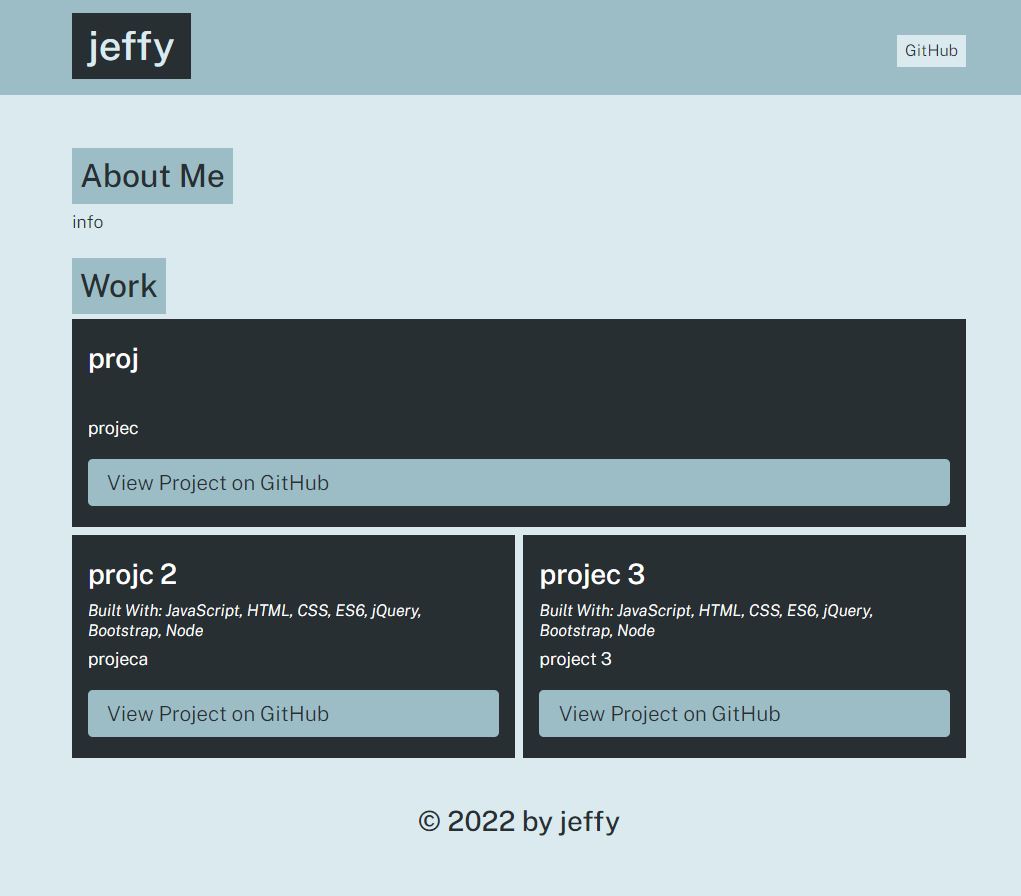 jeffy
GitHub
About Me
info
Work
proj
projec
View Project on GitHub
projc 2
Built With: JavaScript, HTML, CSS, ES6, jQuery,
Bootstrap, Node
projeca
View Project on GitHub
projec 3
Built With: JavaScript, HTML, CSS, ES6, jQuery,
Bootstrap, Node
project 3
View Project on GitHub
© 2022 by jeffy